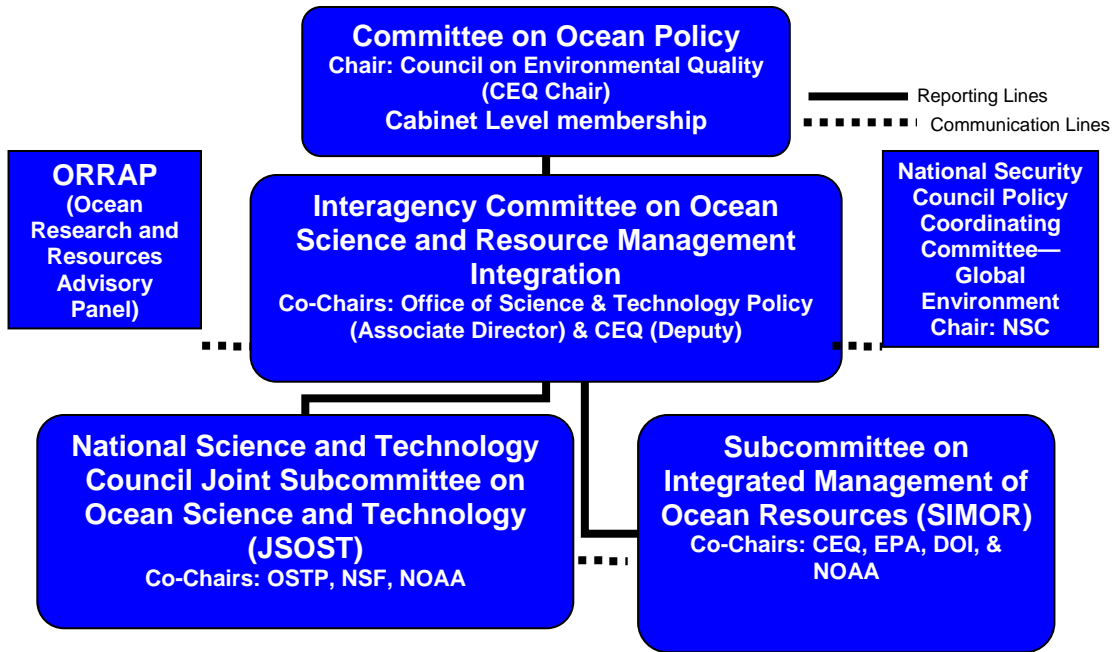 Committee on Ocean Policy
Chair: Council on Environmental Quality
(CEQ Chair)
Cabinet Level membership
Reporting Lines
Communication Lines
ORRAP
(Ocean
Research and
Resources
Advisory
Panel)
Interagency Committee on Ocean
Science and Resource Management
Integration
Co-Chairs: Office of Science & Technology Policy
(Associate Director) & CEQ (Deputy)
National Security
Council Policy
Coordinating
Committee—
Global
Environment
Chair: NSC
National Science and Technology
Council Joint Subcommittee on
Ocean Science and Technology
(JSOST)
Co-Chairs: OSTP, NSF, NOAA
Subcommittee on
Integrated Management of
Ocean Resources (SIMOR)
Co-Chairs: CEQ, EPA, DOI, &
NOAA